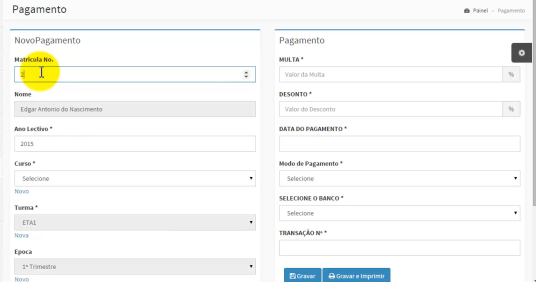 Pagamento
Painel - Pagamento
NovoPagamento
Matrícula No.
2
Nome
Edgar Antonio do Nascimento
Ano Lectivo *
2015
Curso *
Selecione
Novo
Turma *
ETA1
Nova
Epoca
1º Trimestre
Novo
Pagamento
MULTA *
Valor da Multa %
DESONTO *
Valor do Desconto %
DATA DO PAGAMENTO *
Modo de Pagamento *
Selecione
SELECIONE O BANCO *
Selecione
TRANSAÇÃO Nº *
Gravar Gravar e Imprimir